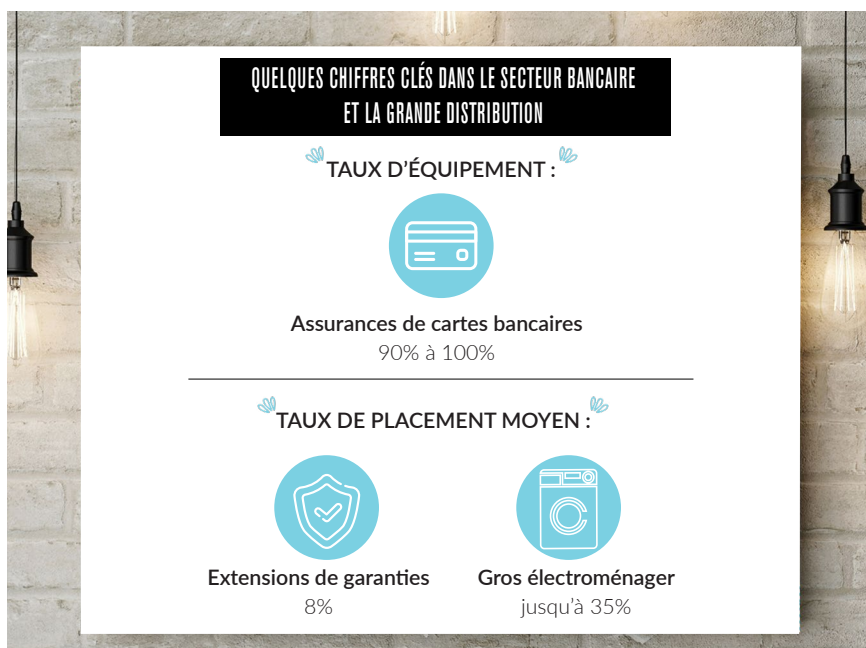 QUELQUES CHIFFRES CLÉS DANS LE SECTEUR BANCAIRE
ET LA GRANDE DISTRIBUTION
TAUX D’ÉQUIPEMENT :
Assurances de cartes bancaires
90% à 100%
TAUX DE PLACEMENT MOYEN :
Extensions de garanties
8%
Gros électroménager
jusqu’à 35%